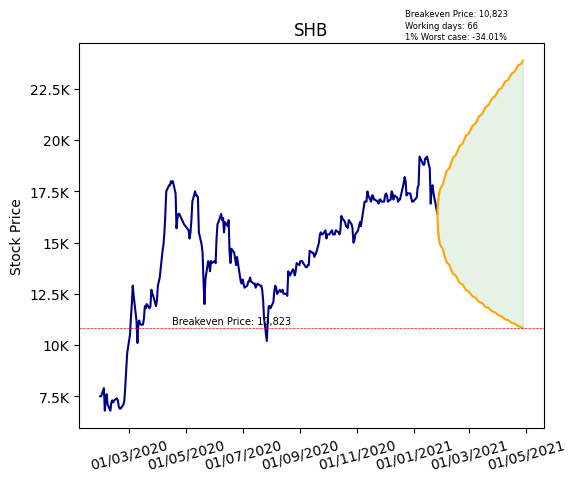 Breakeven Price: 10,823
Working days: 66
1% Worst case: -34.01%
SHB
Stock Price
22.5K
20K
17.5K
15K
12.5K
10K
7.5K
Breakeven Price: 10,823
01/03/2020
01/05/2020
01/07/2020
01/09/2020
01/11/2020
01/01/2021
01/03/2021
01/05/2021